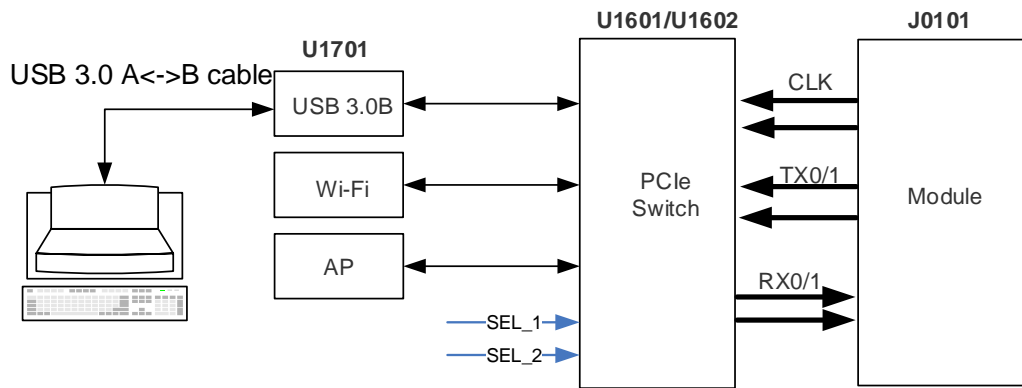 U1601/U1602
J0101
U1701
USB 3.0 A<->B cable
USB 3.0B
CLK
Wi-Fi
PCIe
Switch
TX0/1
Module
AP
RX0/1
SEL_1
SEL_2